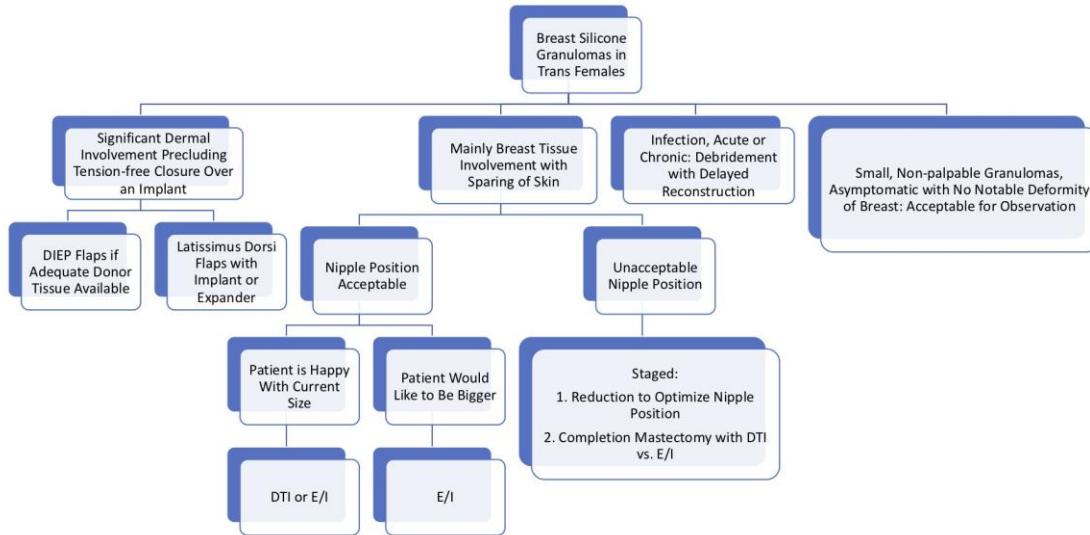 Breast Silicone
Granulomas in
Trans Females
Significant Dermal
Involvement Precluding
Tension-free Closure Over
an Implant
Mainly Breast Tissue
Involvement with
Sparing of Skin
Infection, Acute or
Chronic: Debridement
with Delayed
Reconstruction
Small, Non-palpable Granulomas,
Asymptomatic with No Notable Deformity
of Breast: Acceptable for Observation
DIEP Flaps if
Adequate Donor
Tissue Available
Latissimus Dorsi
Flaps with
Implant or
Expander
Nipple Position
Acceptable
Unacceptable
Nipple Position
Patient is Happy
With Current
Size
Patient Would
Like to Be Bigger
Staged:
1. Reduction to Optimize Nipple
Position
2. Completion Mastectomy with DTI
vs. E/I
DTI or E/I
E/I